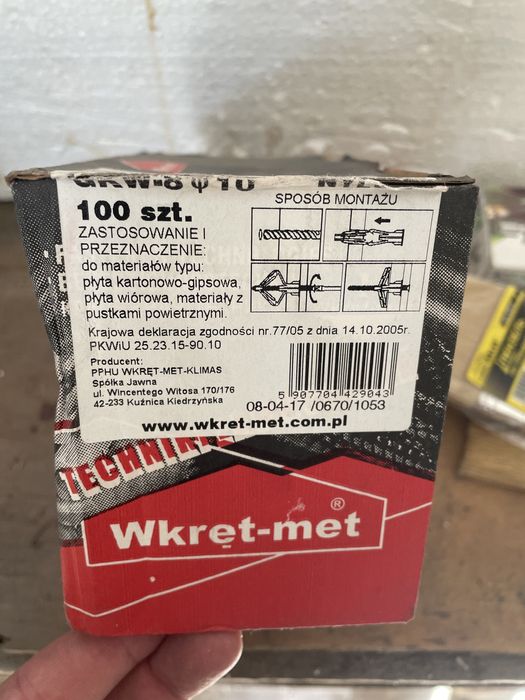 GKW-8 φ 10
100 szt.
ZASTOSOWANIE I
PRZEZNACZENIE:
do materiałów typu:
płyta kartonowo-gipsowa,
płyta wiórowa, materiały z
pustkami powietrznymi.
SPOSÓB MONTAŻU
Krajowa deklaracja zgodności nr.77/05 z dnia 14.10.2005r.
PKWiU 25.23.15-90.10
Producent:
PPHU WKRĘT-MET-KLIMAS
Spółka Jawna
ul. Wincentego Witosa 170/176
42-233 Kuźnica Kiedrzyńska
5 907704 429043
08-04-17 /0670/1053
www.wkret-met.com.pl
Wkręt-met ®